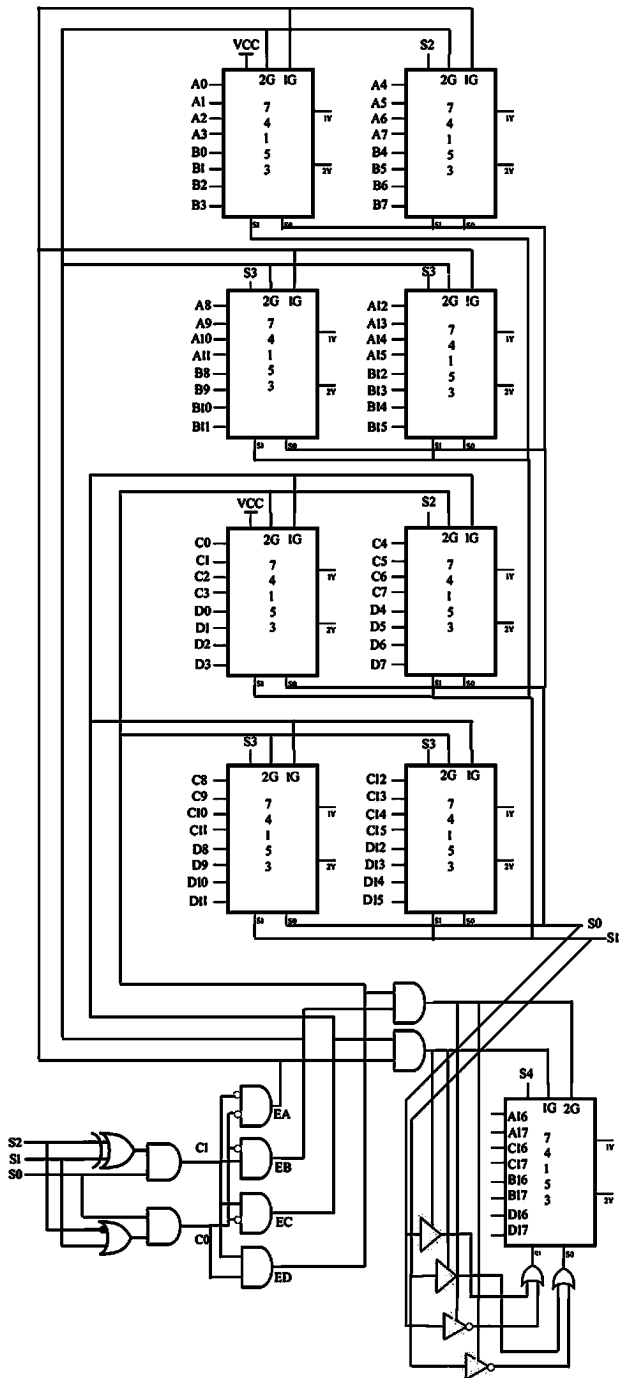 VCC
S2
2G 1G
2G 1G
A0
A1
A2
A3
B0
B1
B2
B3
7
4
1
5
3
1Y
2Y
S1 S0
A4
A5
A6
A7
B4
B5
B6
B7
7
4
1
5
3
1Y
2Y
S1 S0
S3
S3
2G 1G
2G 1G
A8
A9
A10
A11
B8
B9
B10
B11
7
4
1
5
3
1Y
2Y
S1 S0
A12
A13
A14
A15
B12
B13
B14
B15
7
4
1
5
3
1Y
2Y
S1 S0
VCC
S2
2G 1G
2G 1G
C0
C1
C2
C3
D0
D1
D2
D3
7
4
1
5
3
1Y
2Y
S1 S0
C4
C5
C6
C7
D4
D5
D6
D7
7
4
1
5
3
1Y
2Y
S1 S0
S3
S3
2G 1G
2G 1G
C8
C9
C10
C11
D8
D9
D10
D11
7
4
1
5
3
1Y
2Y
S1 S0
C12
C13
C14
C15
D12
D13
D14
D15
7
4
1
5
3
1Y
2Y
S1 S0
S0
S1
S4
1G 2G
A16
A17
C16
C17
B16
B17
D16
D17
7
4
1
5
3
1Y
2Y
S1 S0
S2
S1
S0
C1
C0
EA
EB
EC
ED